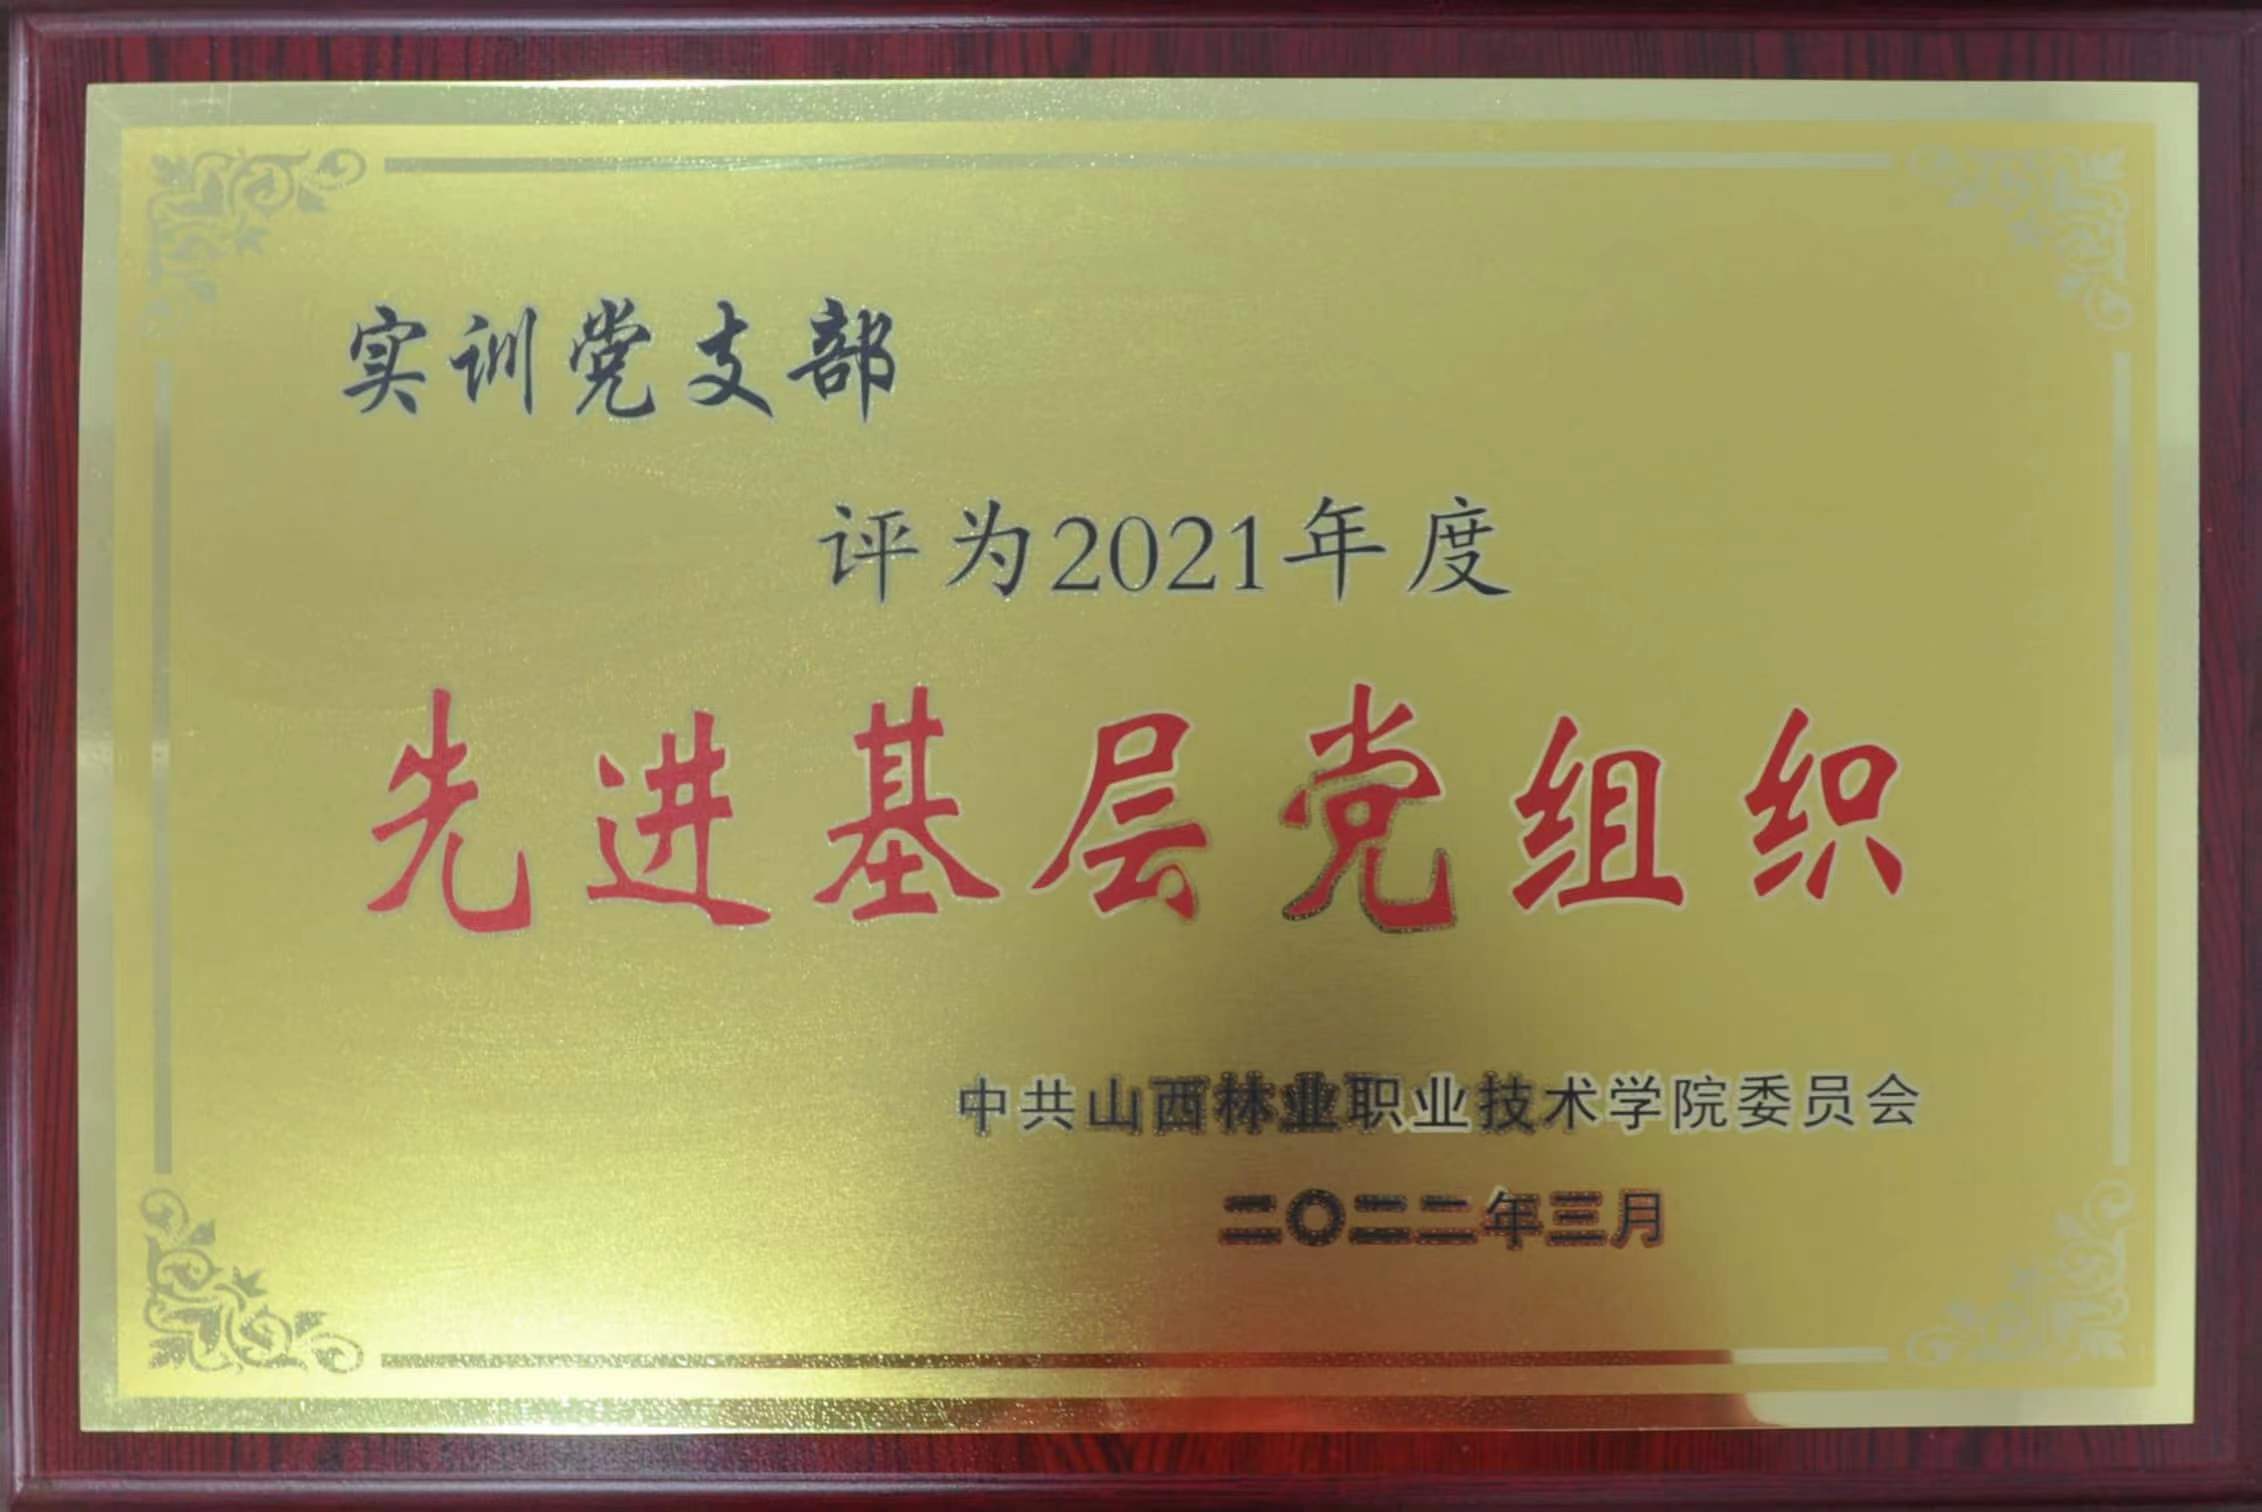 实训党支部
评为2021年度
先进基层党组织
中共山西林业职业技术学院委员会
二〇二二年三月